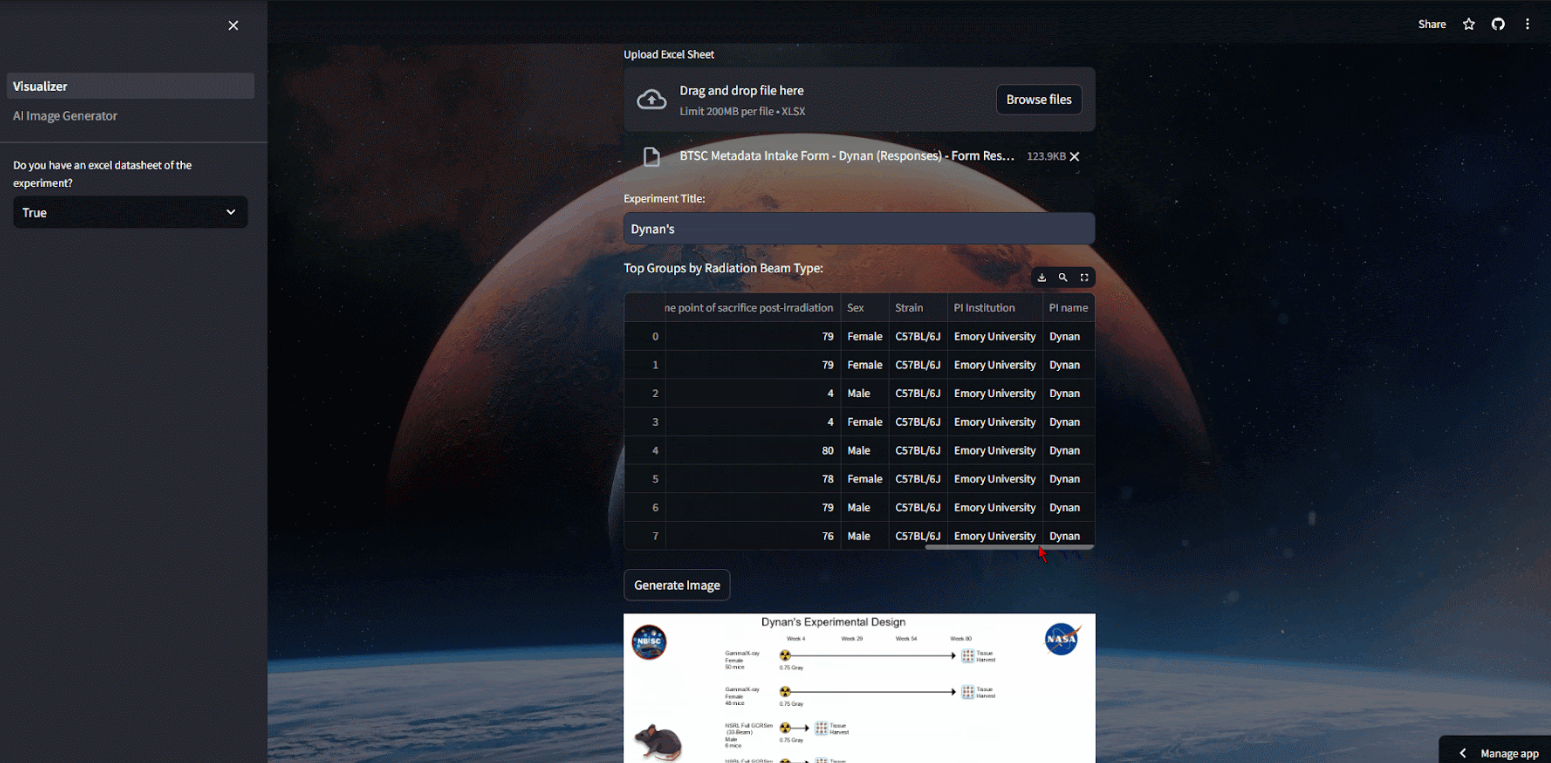 Share
Visualizer
AI Image Generator
Do you have an excel datasheet of the
experiment?
True
Upload Excel Sheet
Drag and drop file here
Limit 200MB per file • XLSX
Browse files
BTSC Metadata Intake Form - Dynan (Responses) - Form Res... 123.9KB
Experiment Title:
Dynan's
Top Groups by Radiation Beam Type:
ne point of sacrifice post-irradiation Sex Strain PI Institution PI name
0 79 Female C57BL/6J Emory University Dynan
1 79 Female C57BL/6J Emory University Dynan
2 4 Male C57BL/6J Emory University Dynan
3 4 Female C57BL/6J Emory University Dynan
4 80 Male C57BL/6J Emory University Dynan
5 78 Female C57BL/6J Emory University Dynan
6 79 Male C57BL/6J Emory University Dynan
7 76 Male C57BL/6J Emory University Dynan
Generate Image
Dynan's Experimental Design
NBISC
NASA
Week 4 Week 29 Week 54 Week 80
Gamma/X-ray
Female
50 mice
0.75 Gray
Tissue
Harvest
Gamma/X-ray
Female
48 mice
0.75 Gray
Tissue
Harvest
NSRL Full GCRSim
(33-Beam)
Male
6 mice
0.75 Gray
Tissue
Harvest
NSRL Full GCRSim
Tissue
Manage app